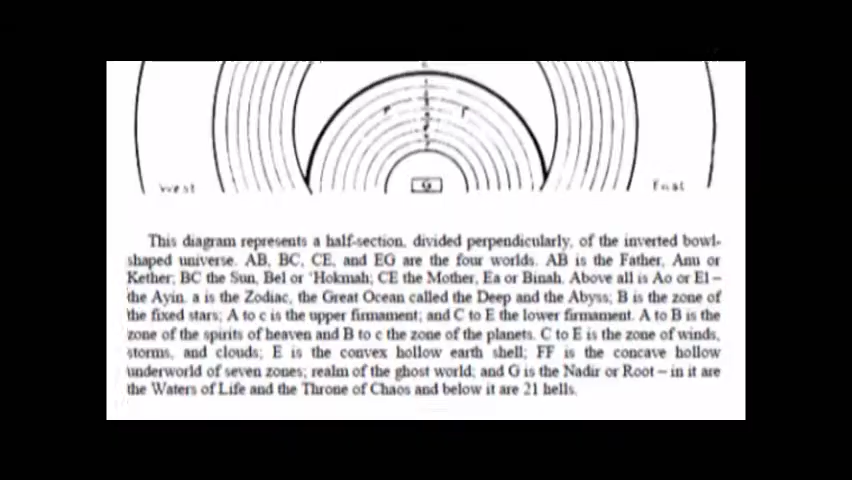 West
G
East
This diagram represents a half-section, divided perpendicularly, of the inverted bowl-
shaped universe. AB, BC, CE, and EG are the four worlds. AB is the Father, Anu or
Kether; BC the Sun, Bel or 'Hokmah; CE the Mother, Ea or Binah. Above all is Ao or El –
the Ayin. a is the Zodiac, the Great Ocean called the Deep and the Abyss; B is the zone of
the fixed stars; A to c is the upper firmament; and C to E the lower firmament. A to B is the
zone of the spirits of heaven and B to c the zone of the planets. C to E is the zone of winds,
storms, and clouds; E is the convex hollow earth shell; FF is the concave hollow
underworld of seven zones; realm of the ghost world; and G is the Nadir or Root – in it are
the Waters of Life and the Throne of Chaos and below it are 21 hells.